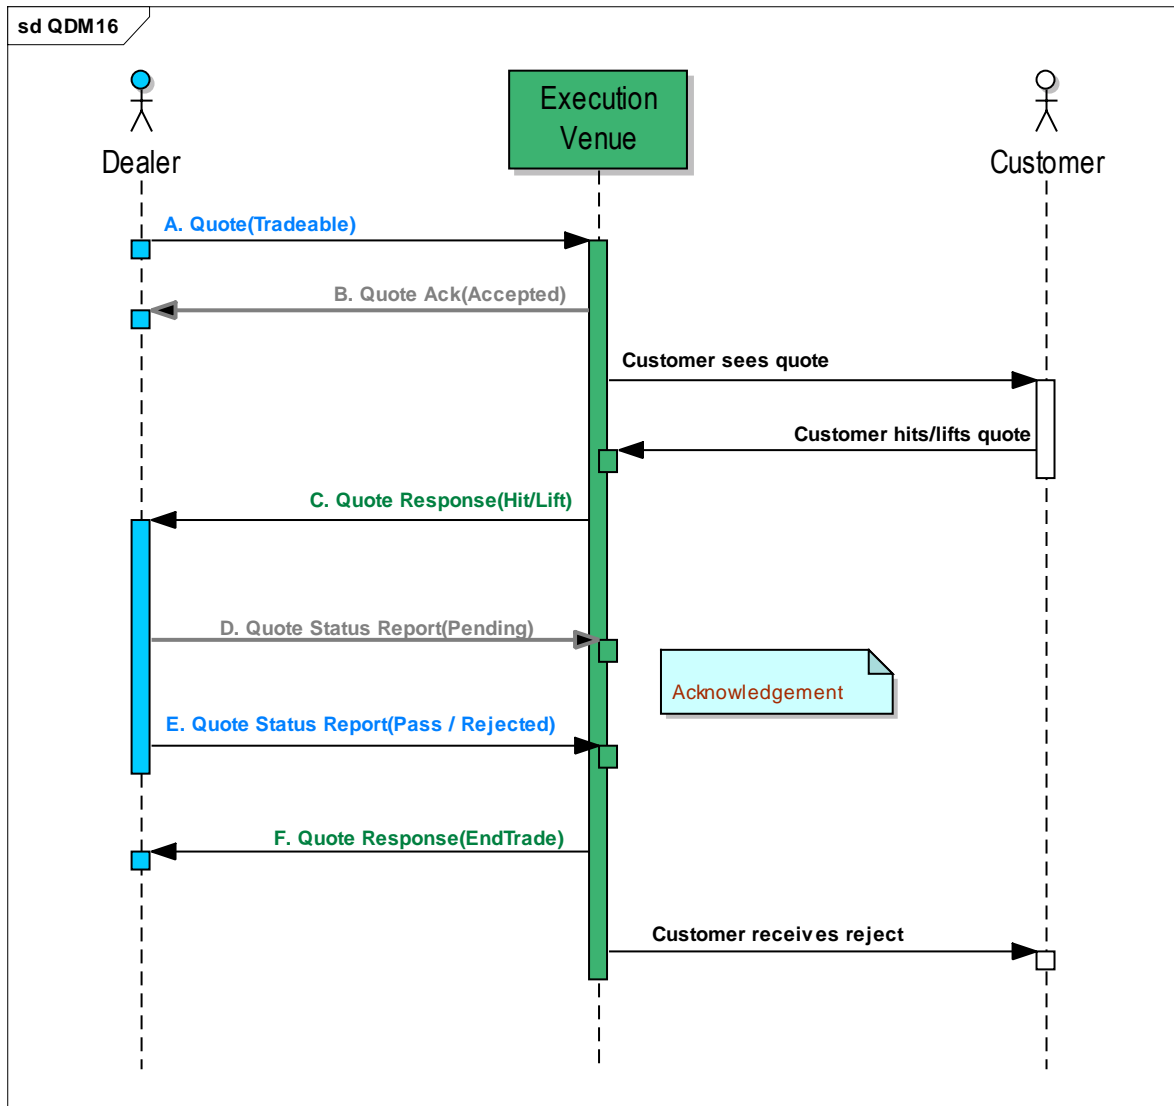 sd QDM16
Dealer
Execution
Venue
Customer
A. Quote(Tradeable)
B. Quote Ack(Accepted)
Customer sees quote
Customer hits/lifts quote
C. Quote Response(Hit/Lift)
D. Quote Status Report(Pending)
Acknowledgement
E. Quote Status Report(Pass / Rejected)
F. Quote Response(EndTrade)
Customer receives reject